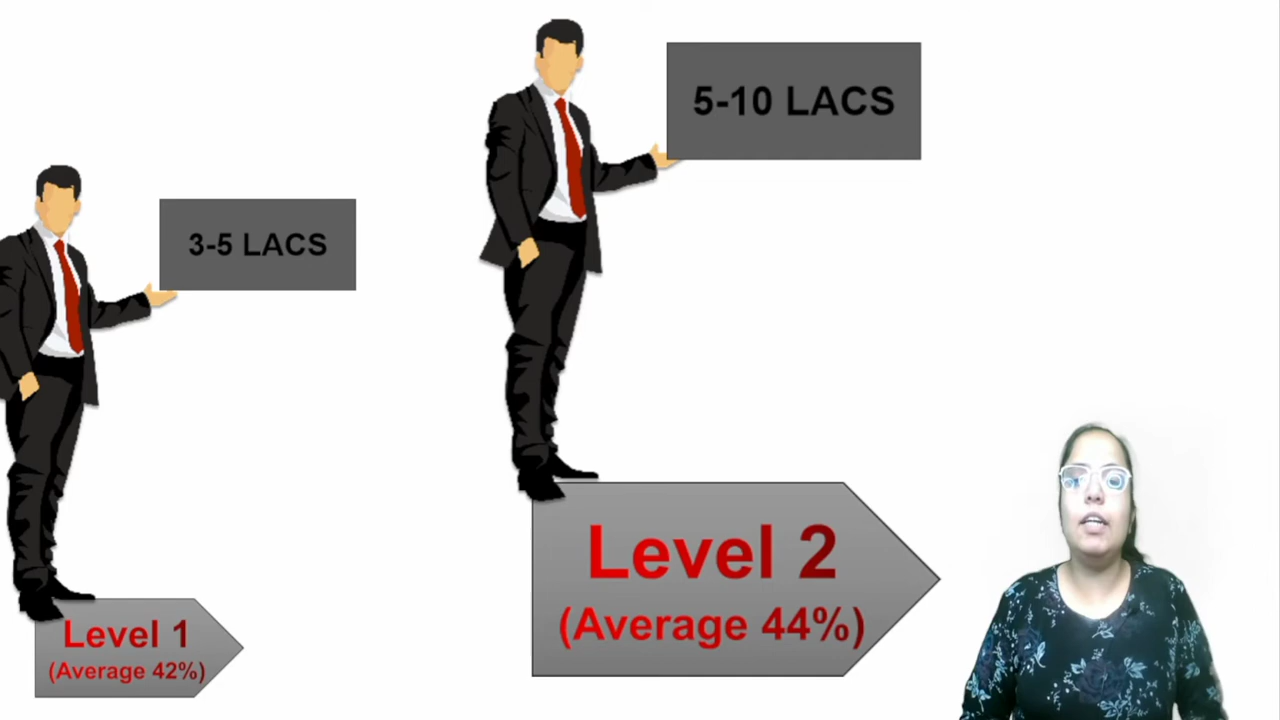 3-5 LACS
Level 1
(Average 42%)
5-10 LACS
Level 2
(Average 44%)